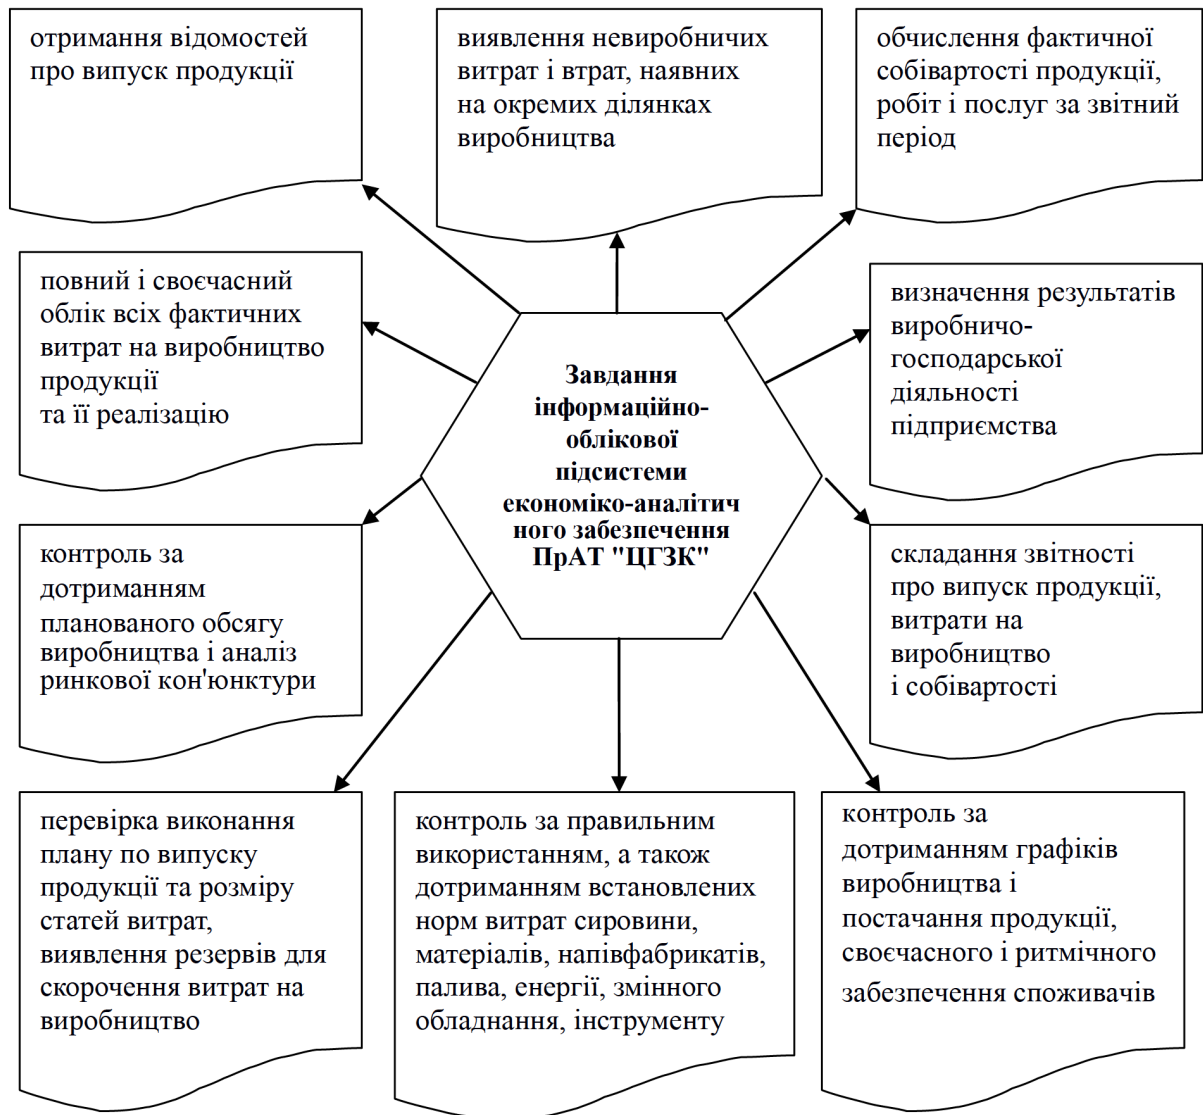 отримання відомостей
про випуск продукції
виявлення невиробничих
витрат і втрат, наявних
на окремих ділянках
виробництва
обчислення фактичної
собівартості продукції,
робіт і послуг за звітний
період
повний і своєчасний
облік всіх фактичних
витрат на виробництво
продукції
та її реалізацію
Завдання
інформаційно-
облікової
підсистеми
економіко-аналітич
ного забезпечення
ПрАТ "ЦГЗК"
визначення результатів
виробничо-
господарської
діяльності
підприємства
контроль за
дотриманням
планованого обсягу
виробництва і аналіз
ринкової кон'юнктури
складання звітності
про випуск продукції,
витрати на
виробництво
і собівартості
перевірка виконання
плану по випуску
продукції та розміру
статей витрат,
виявлення резервів для
скорочення витрат на
виробництво
контроль за правильним
використанням, а також
дотриманням встановлених
норм витрат сировини,
матеріалів, напівфабрикатів,
палива, енергії, змінного
обладнання, інструменту
контроль за
дотриманням графіків
виробництва і
постачання продукції,
своєчасного і ритмічного
забезпечення споживачів